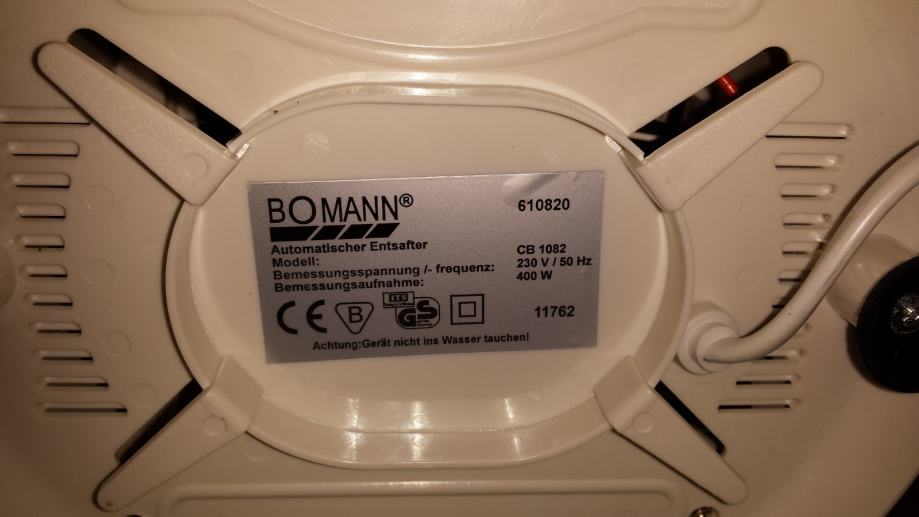 BOMANN® 610820
Automatischer Entsafter
Modell: CB 1082
Bemessungsspannung /- frequenz: 230 V / 50 Hz
Bemessungsaufnahme: 400 W
CE B ITS GS 11762
Achtung:Gerät nicht ins Wasser tauchen!